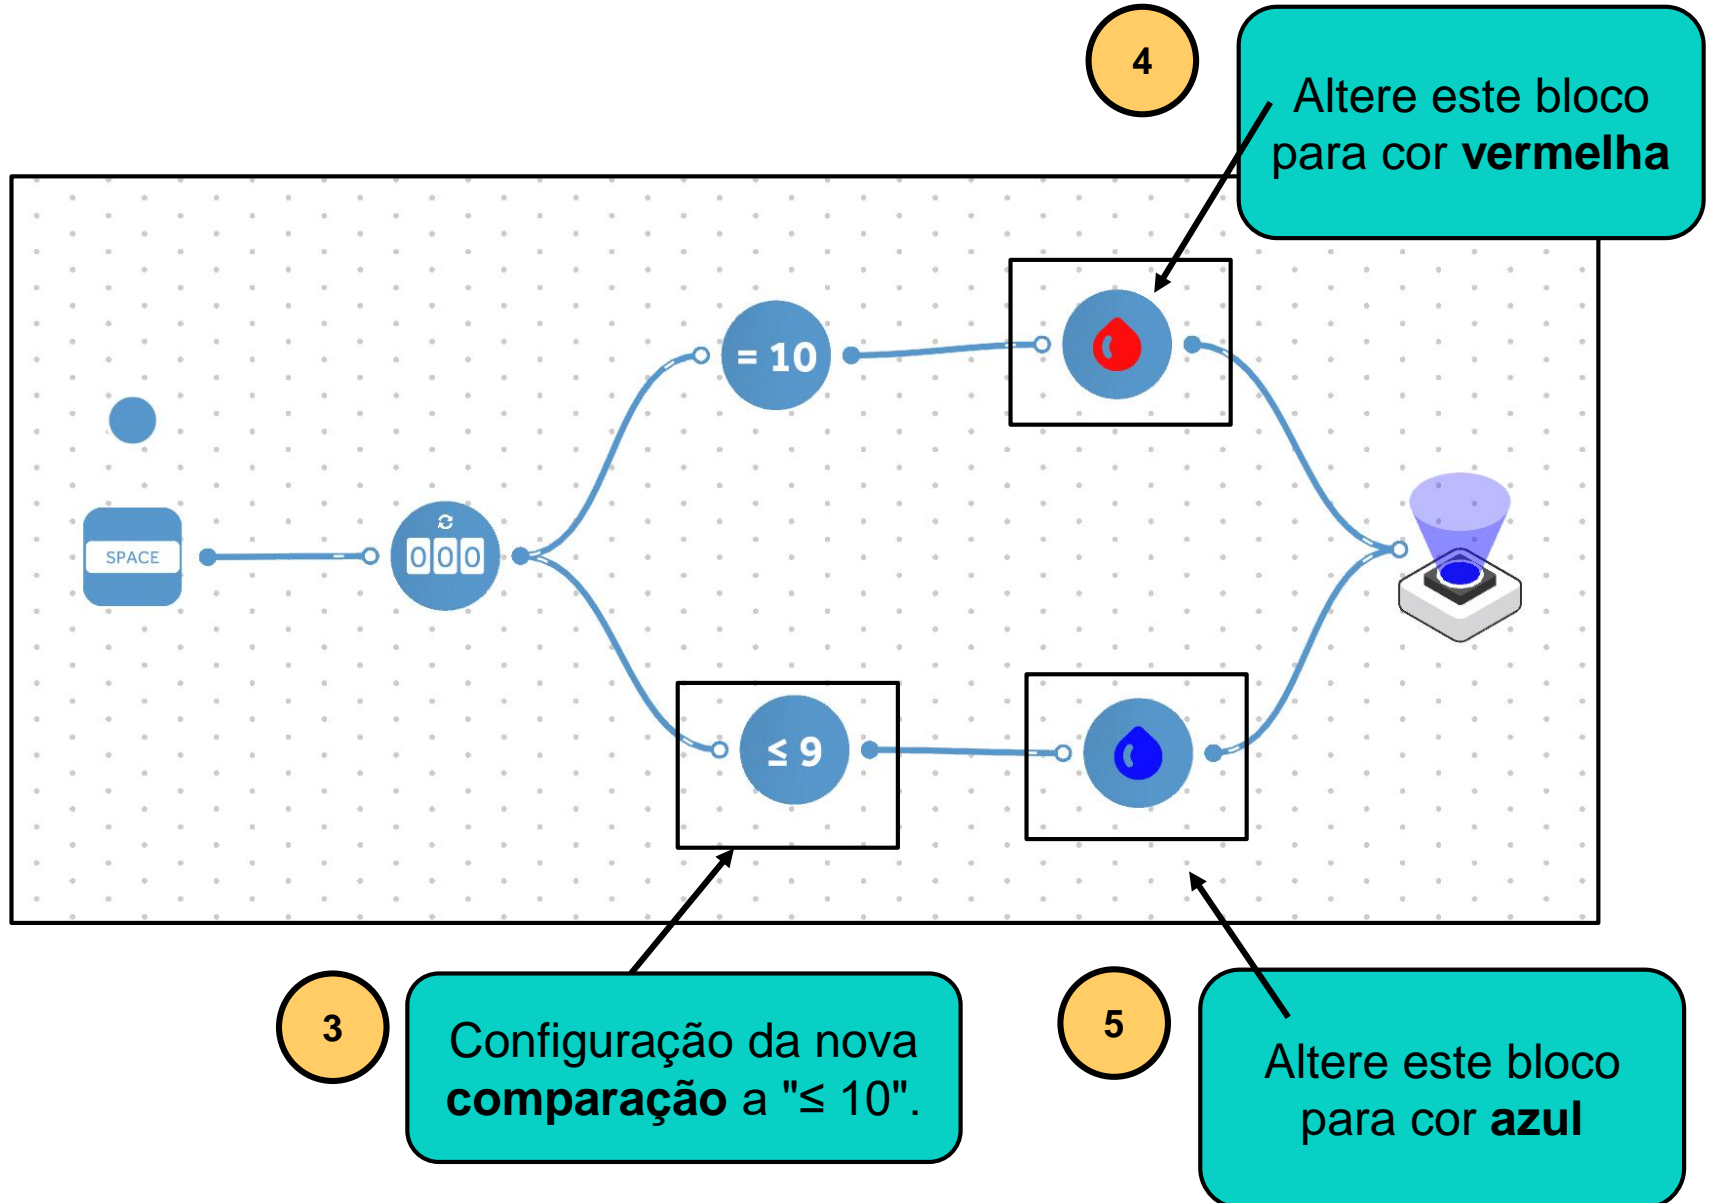 4
Altere este bloco
para cor vermelha
= 10
SPACE
000
≤ 9
3
Configuração da nova
comparação a "≤ 10".
5
Altere este bloco
para cor azul